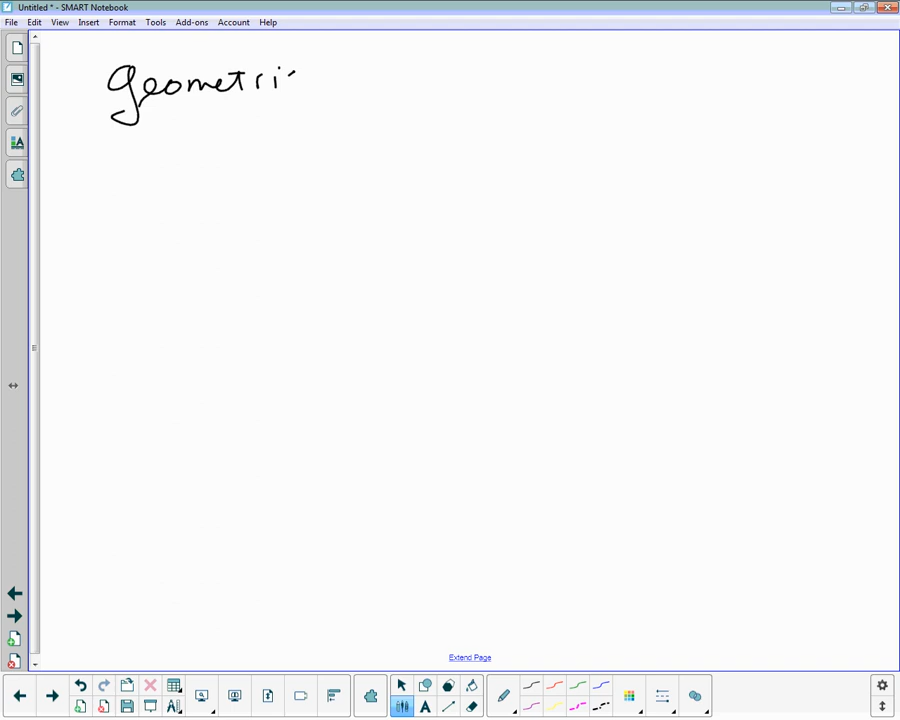 Untitled * - SMART Notebook
File Edit View Insert Format Tools Add-ons Account Help
Geometri
Extend Page